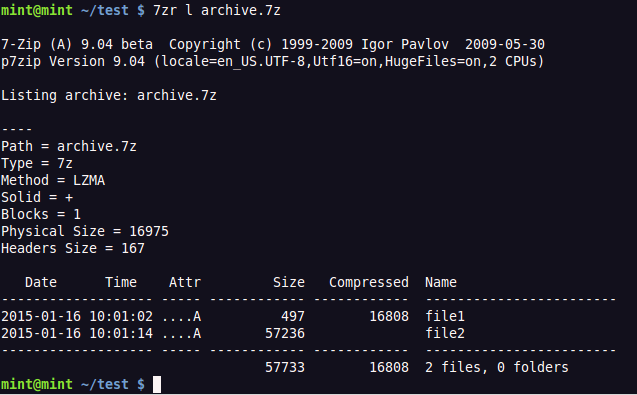 mint@mint ~/test $ 7zr l archive.7z

7-Zip (A) 9.04 beta  Copyright (c) 1999-2009 Igor Pavlov  2009-05-30
p7zip Version 9.04 (locale=en_US.UTF-8,Utf16=on,HugeFiles=on,2 CPUs)

Listing archive: archive.7z

----
Path = archive.7z
Type = 7z
Method = LZMA
Solid = +
Blocks = 1
Physical Size = 16975
Headers Size = 167

   Date      Time    Attr         Size   Compressed  Name
------------------- ----- ------------ ------------  ------------------------
2015-01-16 10:01:02 ....A          497        16808  file1
2015-01-16 10:01:14 ....A        57236               file2
------------------- ----- ------------ ------------  ------------------------
                                 57733        16808  2 files, 0 folders
mint@mint ~/test $